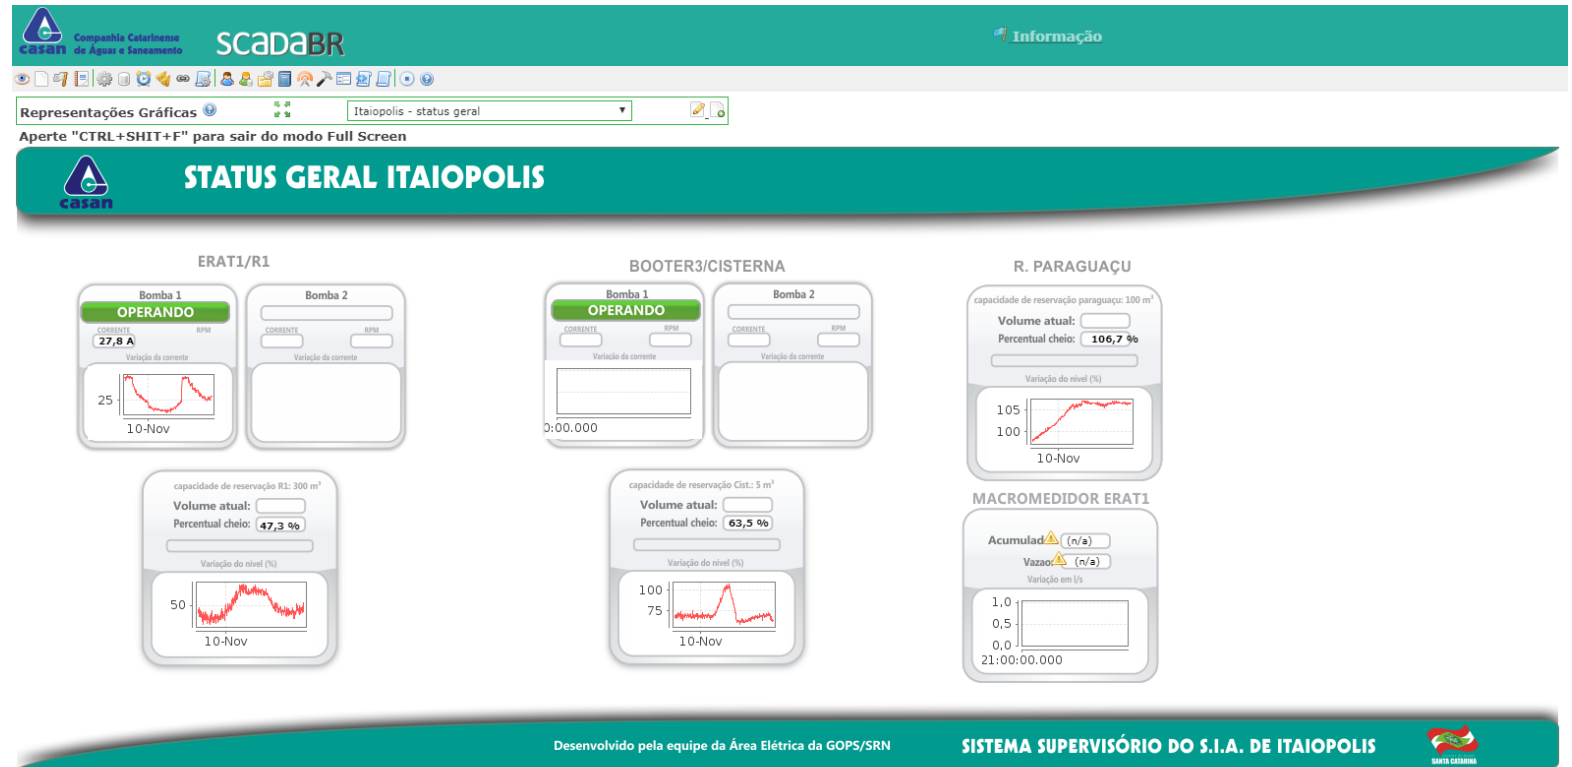 casan
Companhia Catarinense
de Águas e Saneamento
SCADABR
Informação
Representações Gráficas
Itaiopolis - status geral
Aperte "CTRL+SHIT+F" para sair do modo Full Screen
casan
STATUS GERAL ITAIOPOLIS
ERAT1/R1
Bomba 1
OPERANDO
CORRENTE
RPM
27,8 A
Variação da corrente
25
10-Nov
Bomba 2
CORRENTE
RPM
Variação da corrente
capacidade de reservação R1: 300 m³
Volume atual:
Percentual cheio: 47,3 %
Variação do nível (%)
50
10-Nov
BOOTER3/CISTERNA
Bomba 1
OPERANDO
CORRENTE
RPM
Variação da corrente
0:00.000
Bomba 2
CORRENTE
RPM
Variação da corrente
capacidade de reservação Cist.: 5 m³
Volume atual:
Percentual cheio: 63,5 %
Variação do nível (%)
100
75
10-Nov
R. PARAGUAÇU
capacidade de reservação paraguaçu: 100 m³
Volume atual:
Percentual cheio: 106,7 %
Variação do nível (%)
105
100
10-Nov
MACROMEDIDOR ERAT1
Acumulad (n/a)
Vazao: (n/a)
Variação em l/s
1,0
0,5
0,0
21:00:00.000
Desenvolvido pela equipe da Área Elétrica da GOPS/SRN
SISTEMA SUPERVISÓRIO DO S.I.A. DE ITAIOPOLIS
SANTA CATARINA